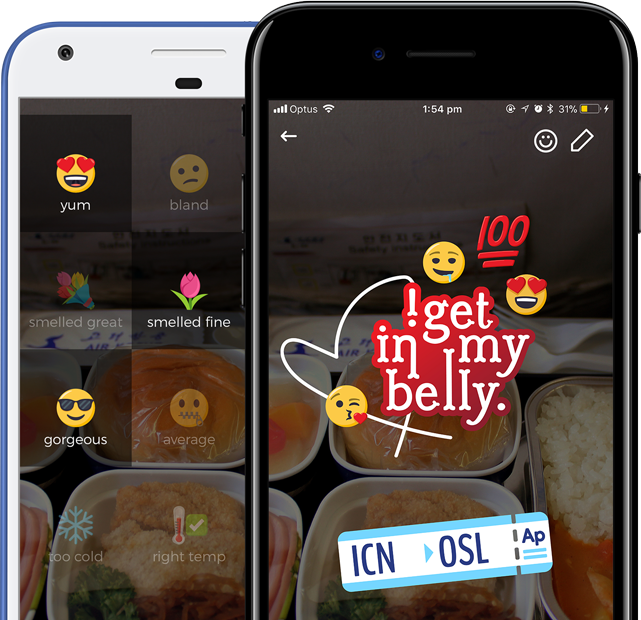 yum
bland
smelled great
smelled fine
gorgeous
average
too cold
right temp
Optus
1:54 pm
31%
100
!get
in my
belly.
ICN
OSL
Ap